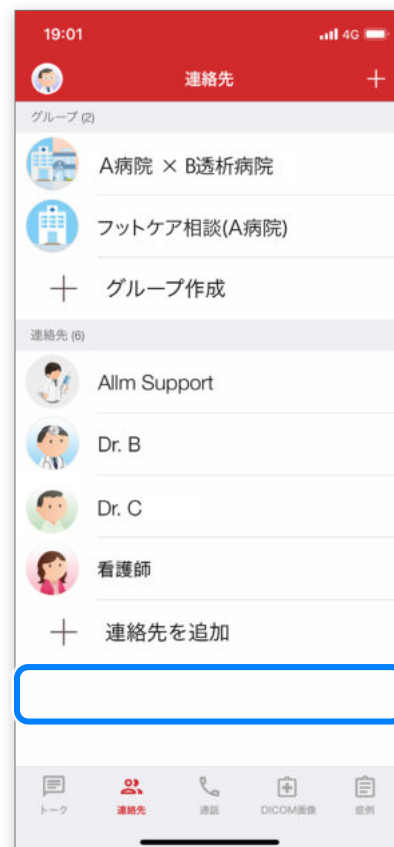 19:01
4G
連絡先
+
グループ (2)
A病院 × B透析病院
フットケア相談(A病院)
+ グループ作成
連絡先 (6)
Allm Support
Dr. B
Dr. C
看護師
+ 連絡先を追加
トーク 連絡先 通話 DICOM画像 症例